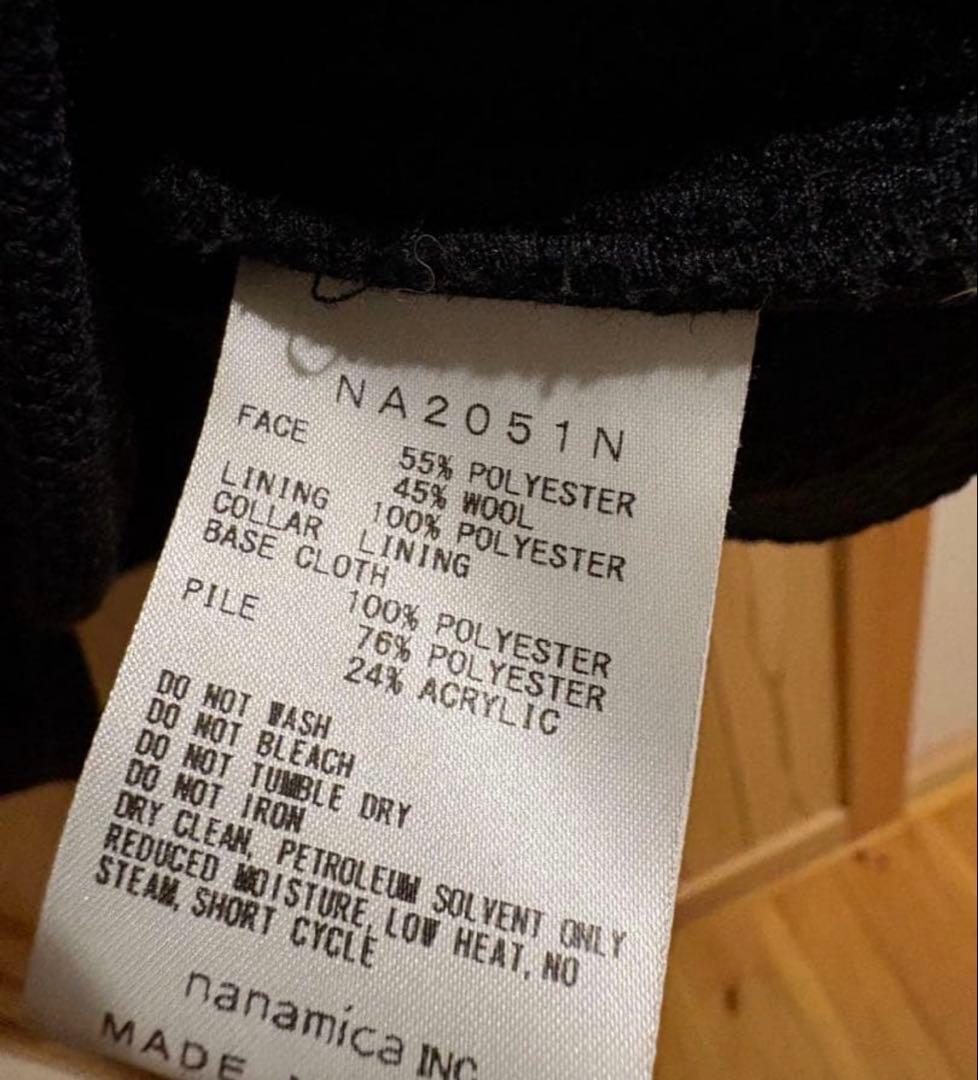 NA2051N
FACE 55% POLYESTER
45% WOOL
LINING 100% POLYESTER
COLLAR LINING
BASE CLOTH
100% POLYESTER
PILE 76% POLYESTER
24% ACRYLIC
DO NOT WASH
DO NOT BLEACH
DO NOT TUMBLE DRY
DO NOT IRON
DRY CLEAN, PETROLEUM SOLVENT ONLY
REDUCED MOISTURE, LOW HEAT, NO
STEAM, SHORT CYCLE
nanamica INC
MADE